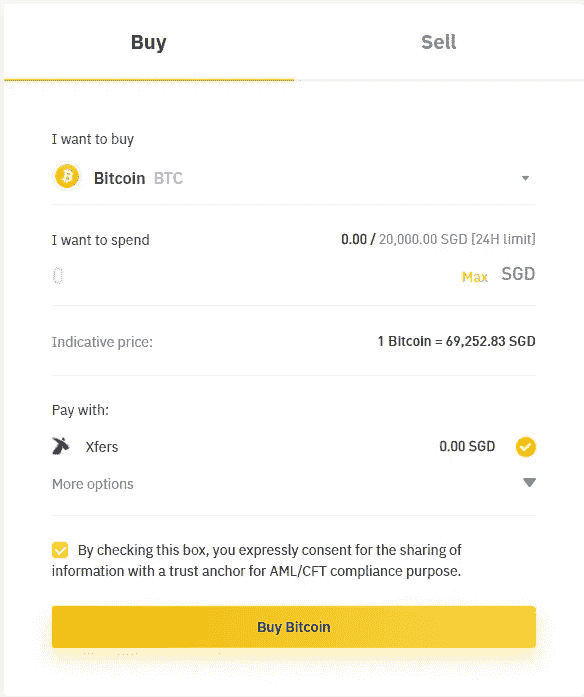 Buy Sell
I want to buy
Bitcoin BTC
I want to spend 0.00 / 20,000.00 SGD [24H limit]
0 Max SGD
Indicative price: 1 Bitcoin = 69,252.83 SGD
Pay with:
Xfers 0.00 SGD
More options
By checking this box, you expressly consent for the sharing of
information with a trust anchor for AML/CFT compliance purpose.
Buy Bitcoin